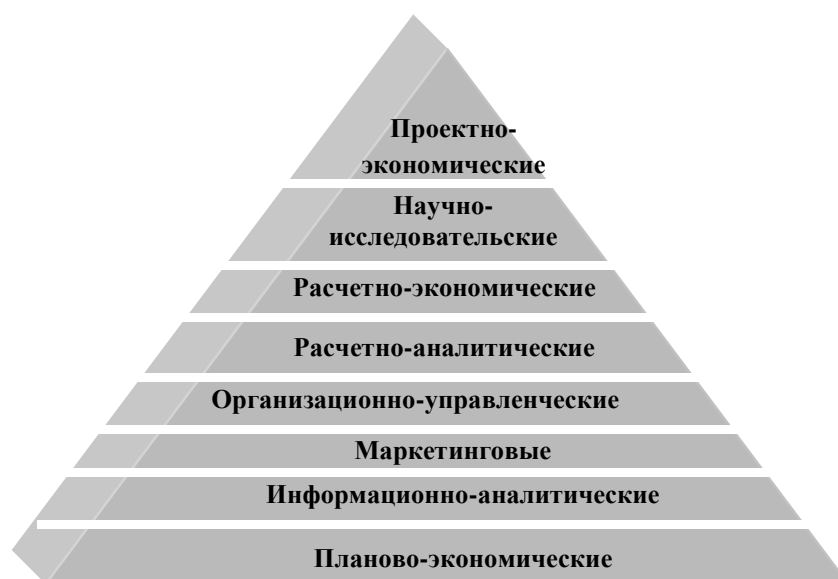 Проектно-
экономические
Научно-
исследовательские
Расчетно-экономические
Расчетно-аналитические
Организационно-управленческие
Маркетинговые
Информационно-аналитические
Планово-экономические